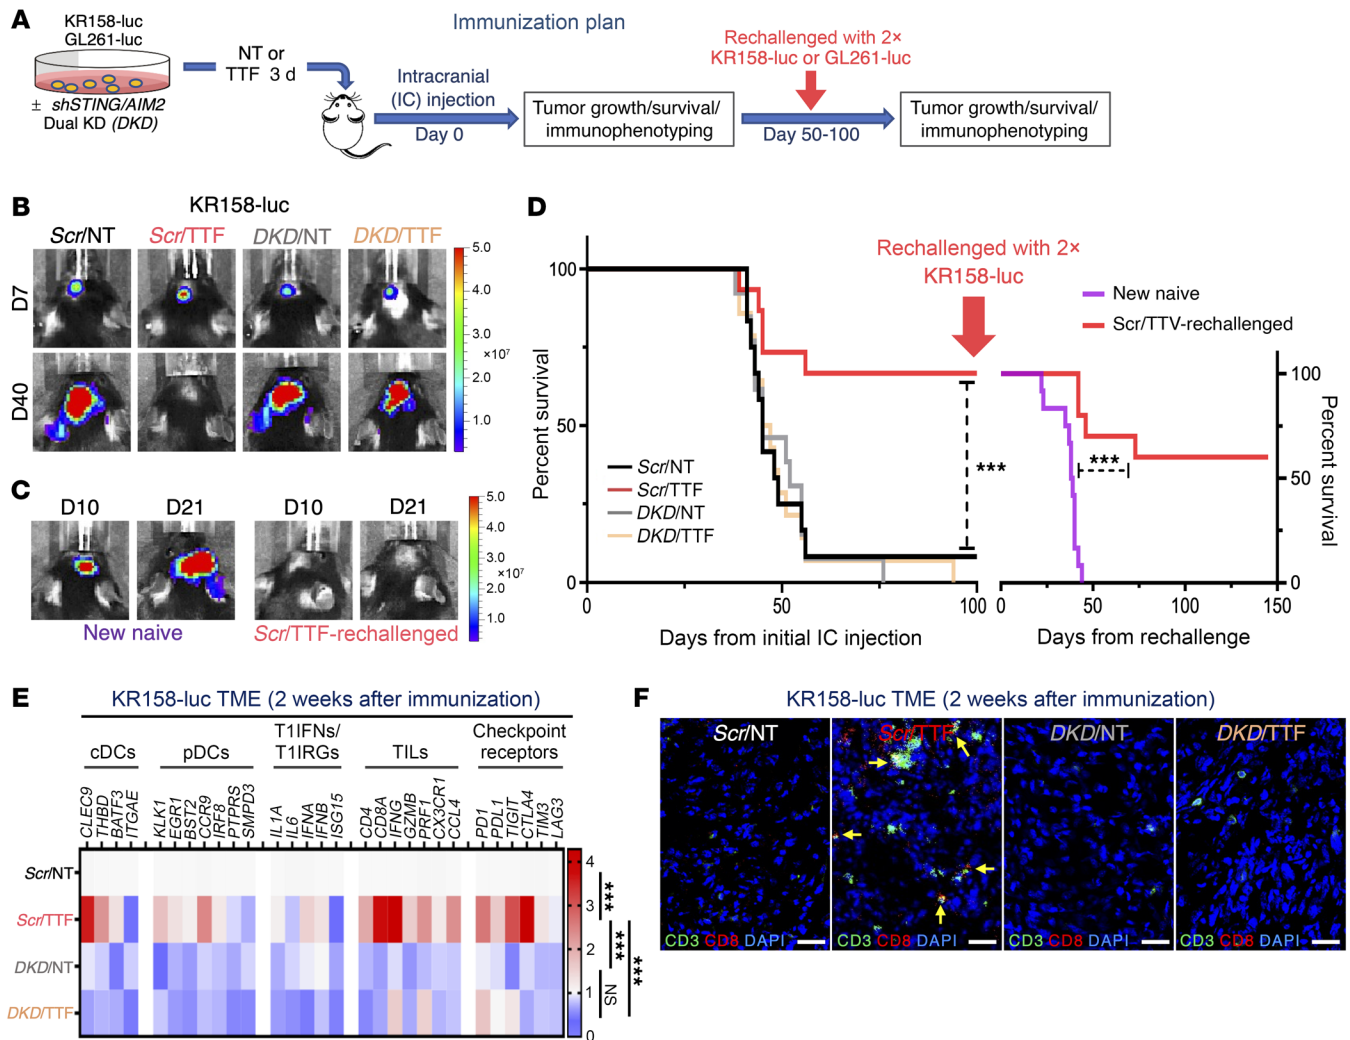 A
KR158-luc
GL261-luc
± shSTING/AIM2
Dual KD (DKD)
NT or
TTF 3 d
Immunization plan
Intracranial
(IC) injection
Day 0
Tumor growth/survival/
immunophenotyping
Rechallenged with 2×
KR158-luc or GL261-luc
Day 50-100
Tumor growth/survival/
immunophenotyping
B
KR158-luc
Scr/NT
Scr/TTF
DKD/NT
DKD/TTF
D7
D40
5.0
4.0
3.0
×10⁷
2.0
1.0
C
D10
D21
D10
D21
New naive
Scr/TTF-rechallenged
5.0
4.0
3.0
×10⁷
2.0
1.0
D
Percent survival
100
50
0
0
50
100
Days from initial IC injection
Scr/NT
Scr/TTF
DKD/NT
DKD/TTF
Rechallenged with 2×
KR158-luc
***
New naive
Scr/TTV-rechallenged
***
100
50
0
Percent survival
0
50
100
150
Days from rechallenge
E
KR158-luc TME (2 weeks after immunization)
cDCs
pDCs
T1IFNs/
T1IRGs
TILs
Checkpoint
receptors
CLEC9
THBD
BATF3
ITGAE
KLK1
EGR1
BST2
CCR9
IRF8
PTPRS
SMPD3
IL1A
IL6
IFNA
IFNB
ISG15
CD4
CD8A
IFNG
GZMB
PRF1
CX3CR1
CCL4
PD1
PDL1
TIGIT
CTLA4
TIM3
LAG3
Scr/NT
Scr/TTF
DKD/NT
DKD/TTF
4
3
2
1
0
***
***
NS
***
F
KR158-luc TME (2 weeks after immunization)
Scr/NT
Scr/TTF
DKD/NT
DKD/TTF
CD3 CD8 DAPI
CD3 CD8 DAPI
CD3 CD8 DAPI
CD3 CD8 DAPI